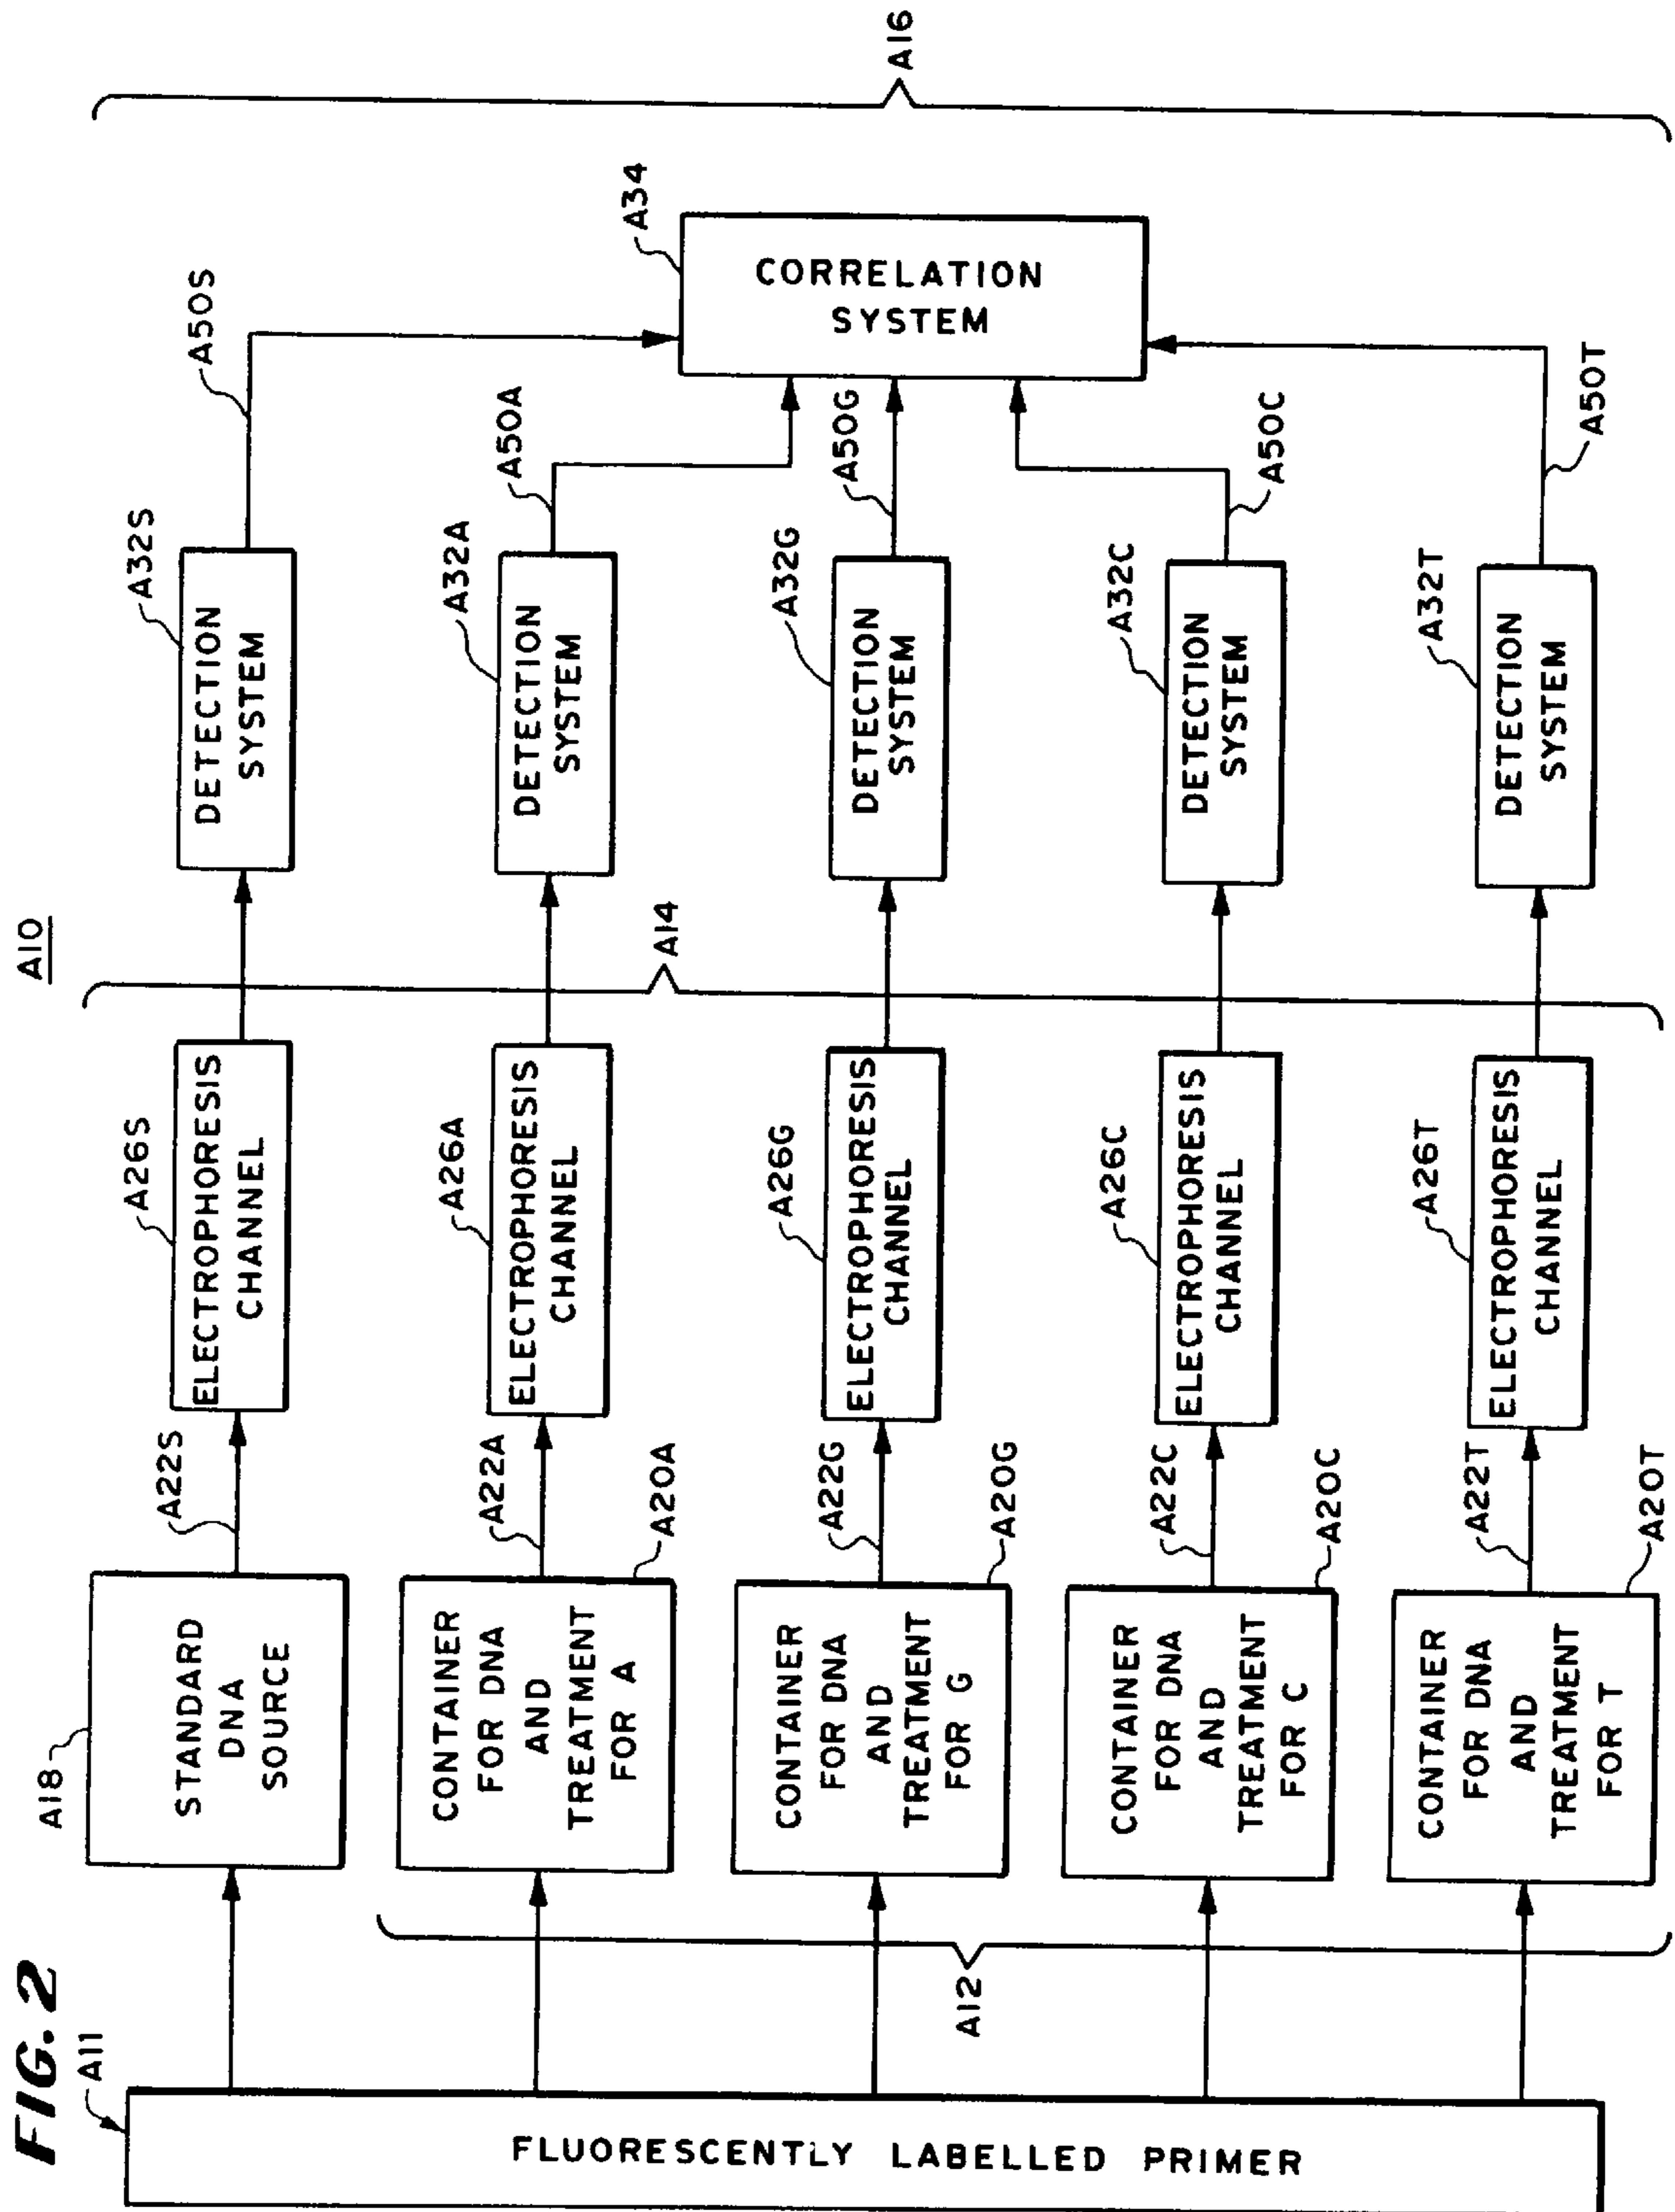 FIG. 2
A10
A11
FLUORESCENTLY LABELLED PRIMER
A12
A14
A16
A18
STANDARD
DNA
SOURCE
A22S
A26S
ELECTROPHORESIS
CHANNEL
A32S
DETECTION
SYSTEM
A50S
CONTAINER
FOR DNA
AND
TREATMENT
FOR A
A20A
A22A
A26A
ELECTROPHORESIS
CHANNEL
A32A
DETECTION
SYSTEM
A50A
CONTAINER
FOR DNA
AND
TREATMENT
FOR G
A20G
A22G
A26G
ELECTROPHORESIS
CHANNEL
A32G
DETECTION
SYSTEM
A50G
CONTAINER
FOR DNA
AND
TREATMENT
FOR C
A20C
A22C
A26C
ELECTROPHORESIS
CHANNEL
A32C
DETECTION
SYSTEM
A50C
CONTAINER
FOR DNA
AND
TREATMENT
FOR T
A20T
A22T
A26T
ELECTROPHORESIS
CHANNEL
A32T
DETECTION
SYSTEM
A50T
A34
CORRELATION
SYSTEM